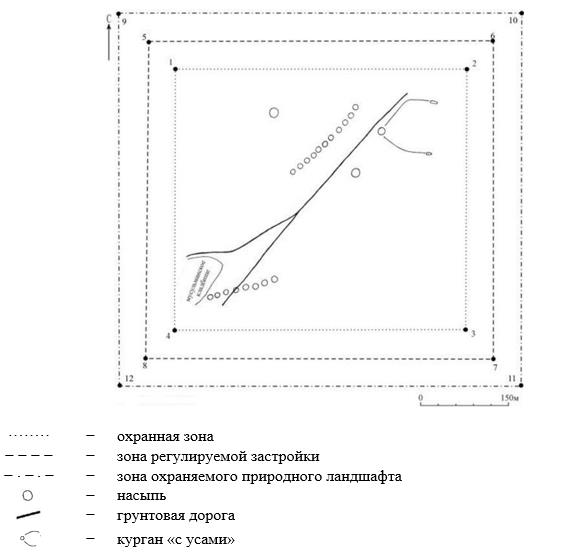 С
9
10
5
6
1
2
мусульманское
кладбище
4
3
8
7
12
11
0
150м
– охранная зона
– зона регулируемой застройки
– зона охраняемого природного ландшафта
– насыпь
– грунтовая дорога
– курган «с усами»